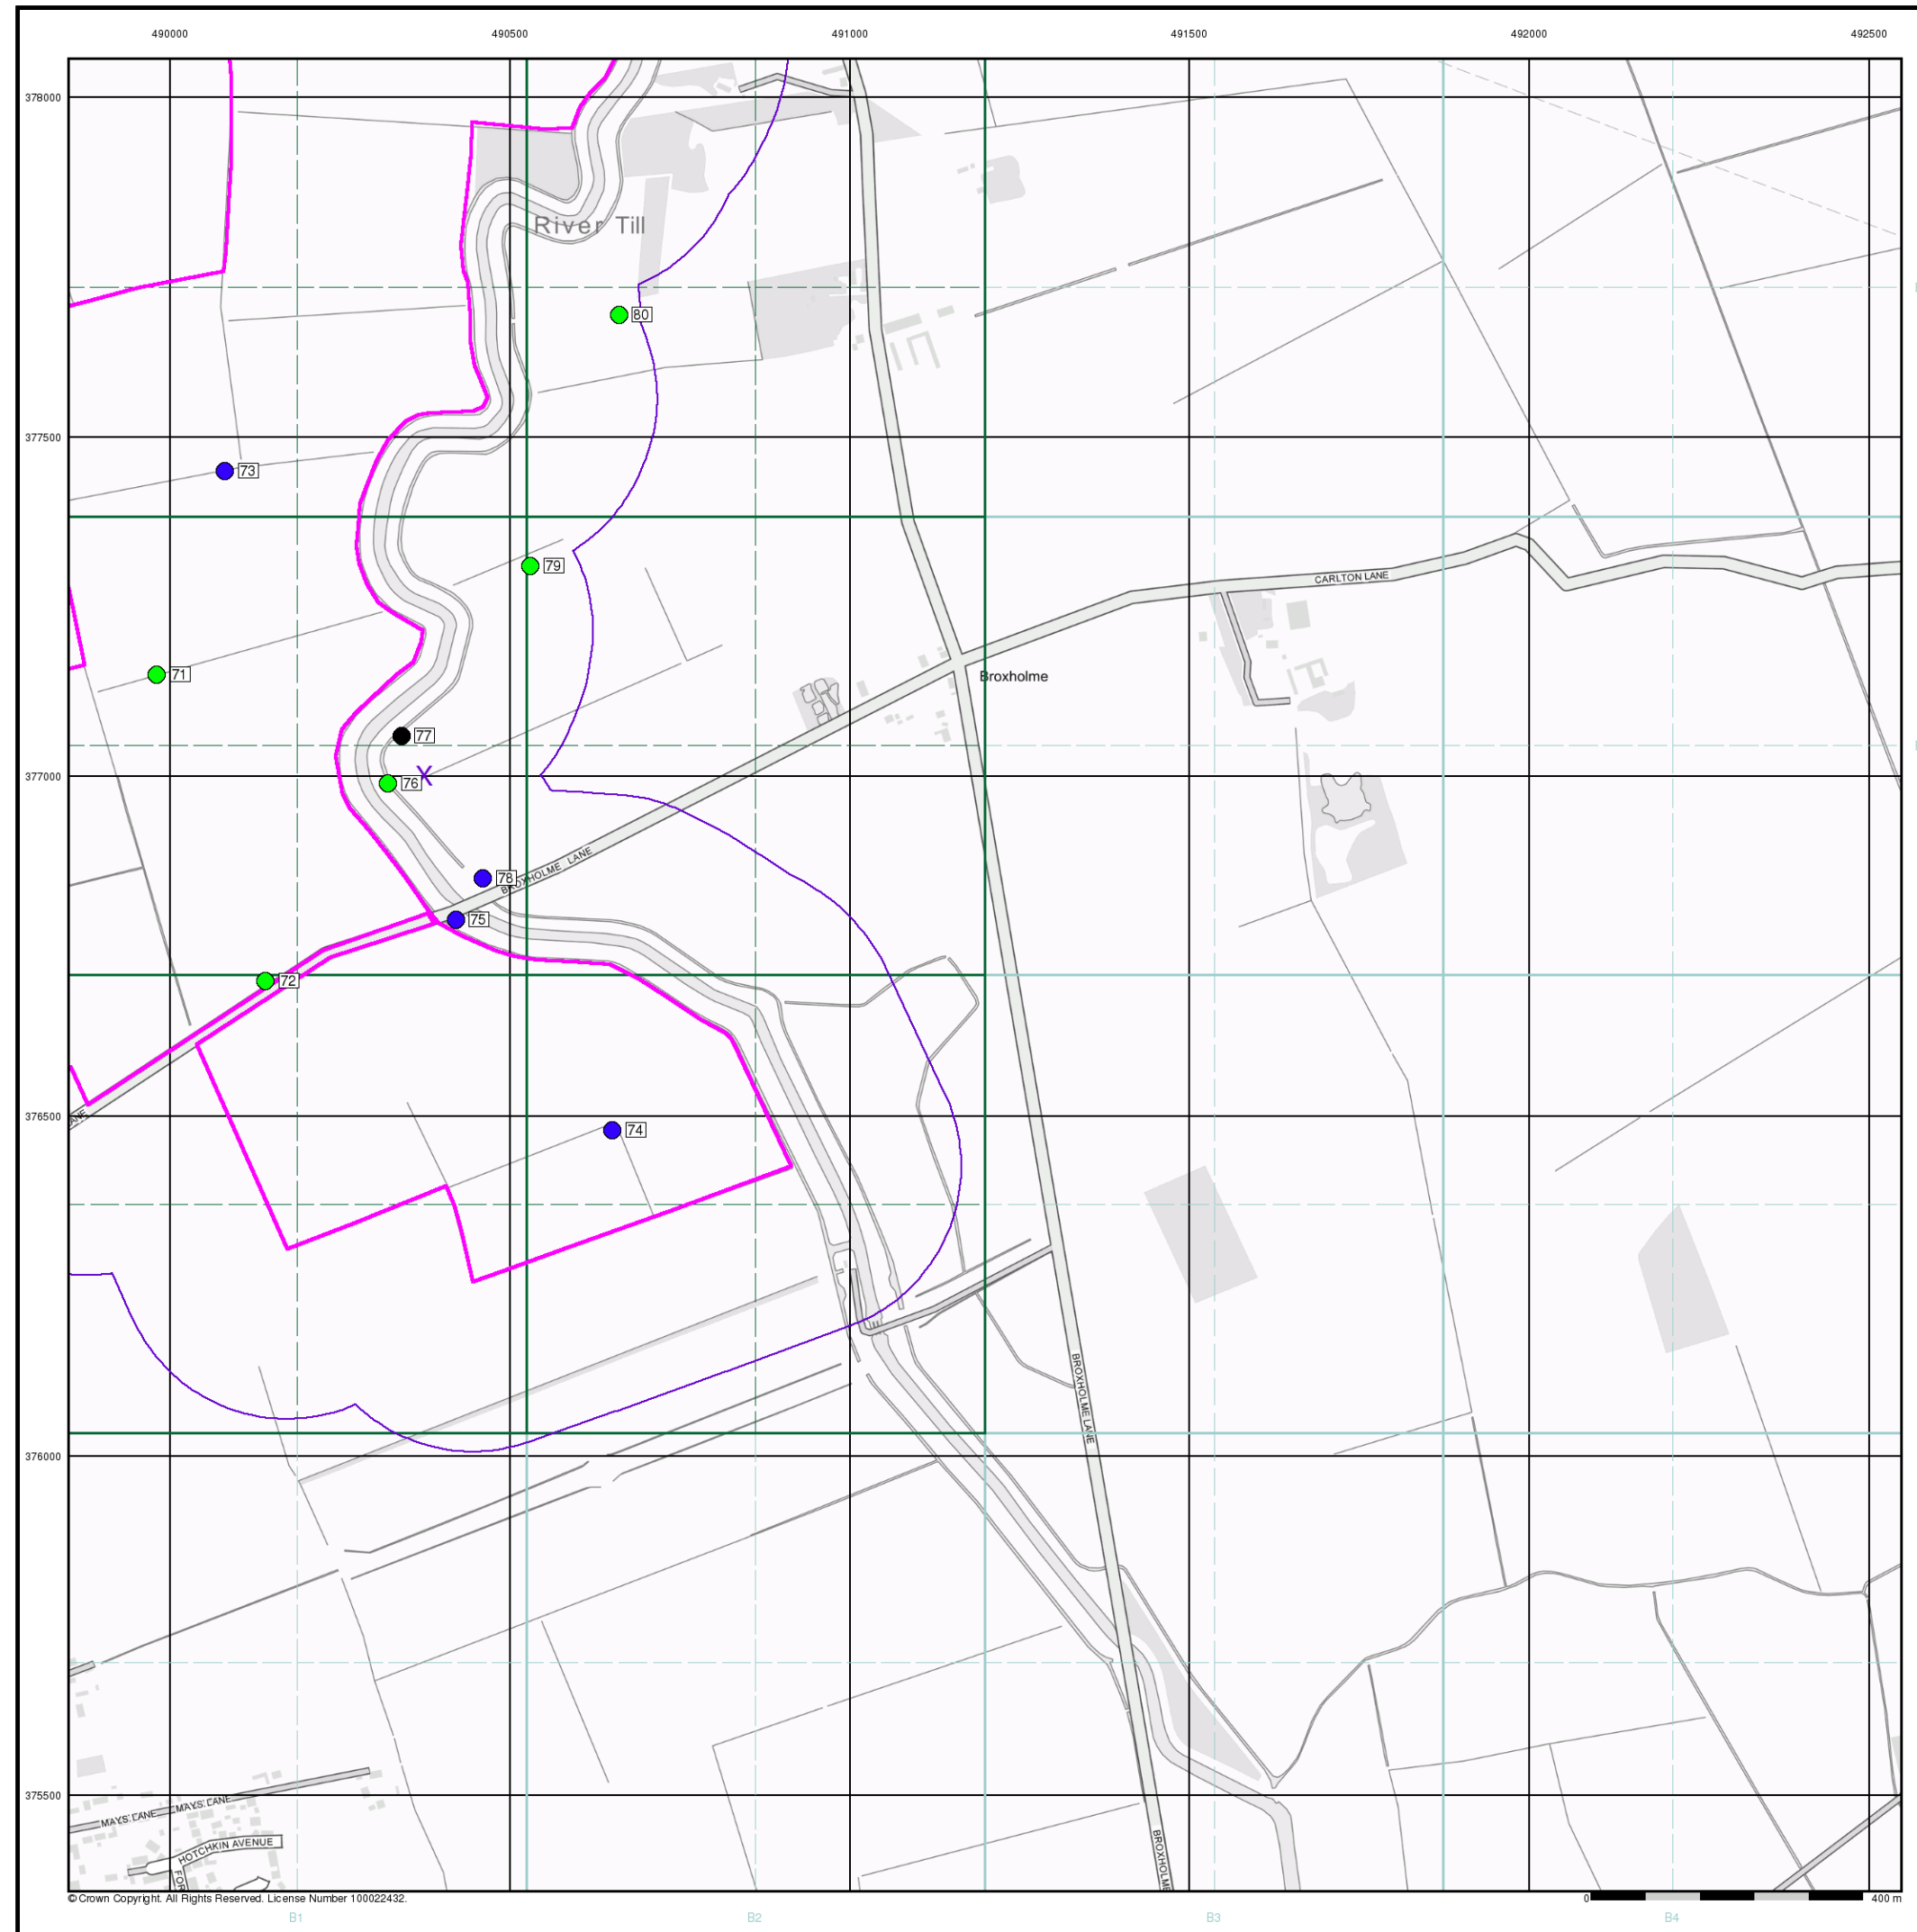 490000 490500 491000 491500 492000 492500
378000
River Till
80
377500
73
79
CARLTON LANE
71
Broxholme
77
377000
76
X
78
BROXHOLME LANE
75
72
376500
74
BROXHOLME LANE
376000
375500
MAYS LANE MAYS LANE
HOTCHKIN AVENUE
© Crown Copyright. All Rights Reserved. License Number 100022432.
0 400 m
B1 B2 B3 B4